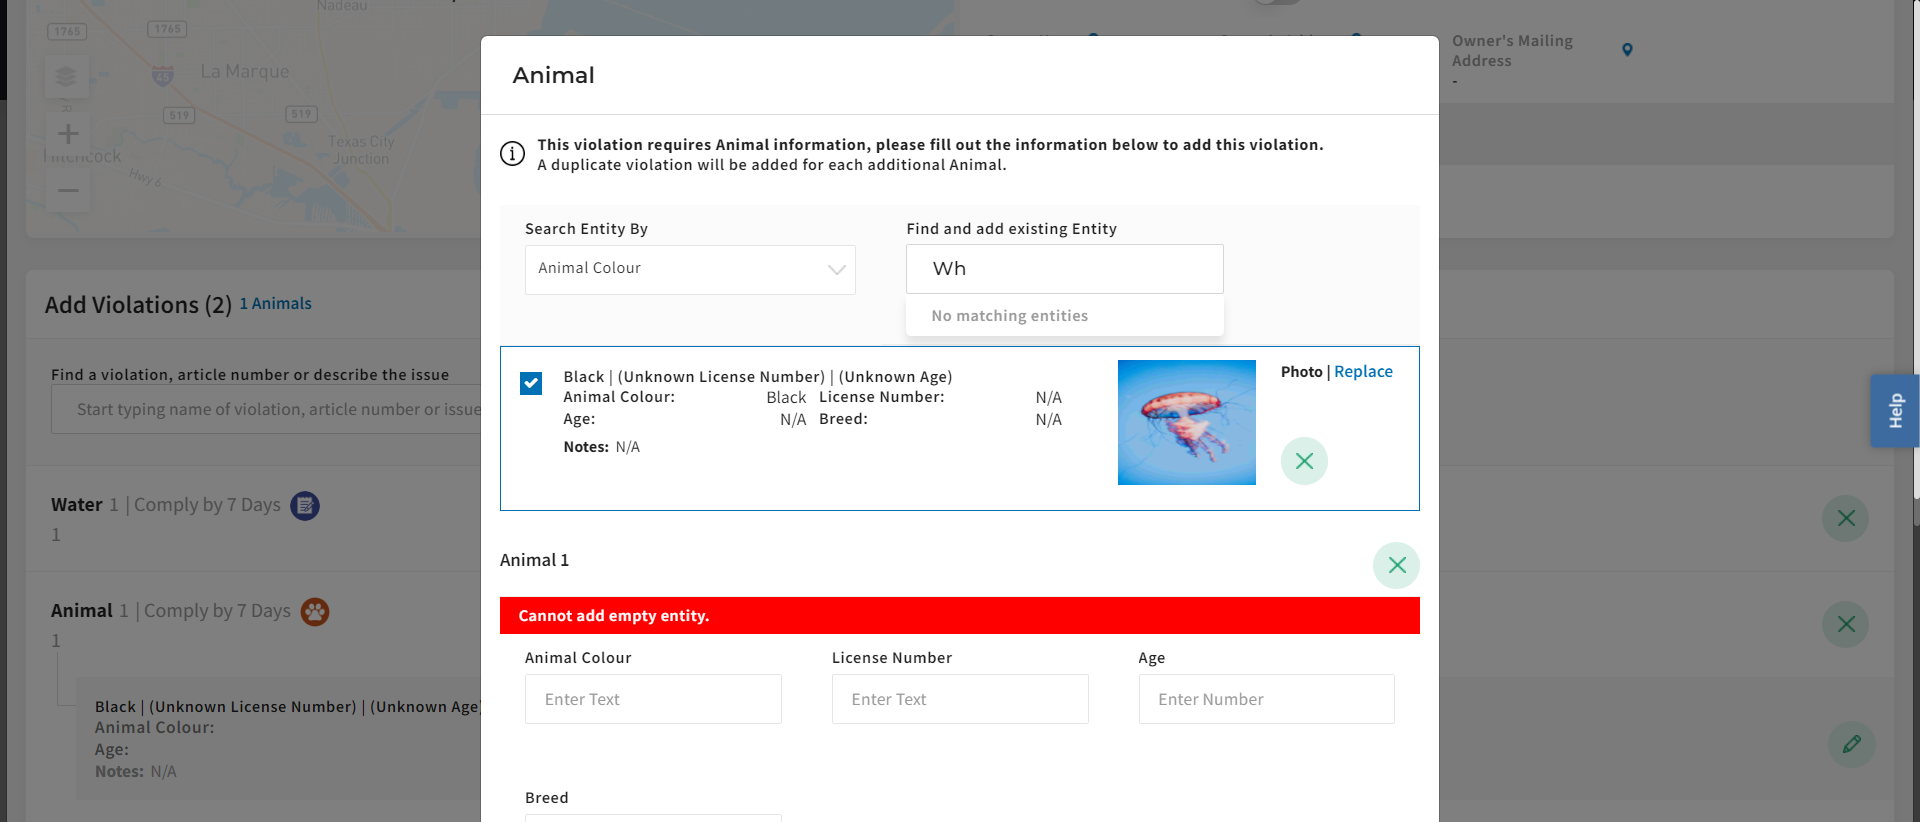 Nadeau
1765
1765
La Marque
45
519
519
Texas City
Junction
Hitchcock
Hwy 6
Owner's Mailing
Address
-
Add Violations (2) 1 Animals
Find a violation, article number or describe the issue
Start typing name of violation, article number or issue
Water 1 | Comply by 7 Days
1
Animal 1 | Comply by 7 Days
1
Black | (Unknown License Number) | (Unknown Age)
Animal Colour:
Age:
Notes: N/A
Animal
This violation requires Animal information, please fill out the information below to add this violation.
A duplicate violation will be added for each additional Animal.
Search Entity By
Animal Colour
Find and add existing Entity
Wh
No matching entities
Black | (Unknown License Number) | (Unknown Age)
Animal Colour: Black License Number: N/A
Age: N/A Breed: N/A
Notes: N/A
Photo | Replace
Animal 1
Cannot add empty entity.
Animal Colour
Enter Text
License Number
Enter Text
Age
Enter Number
Breed
Help